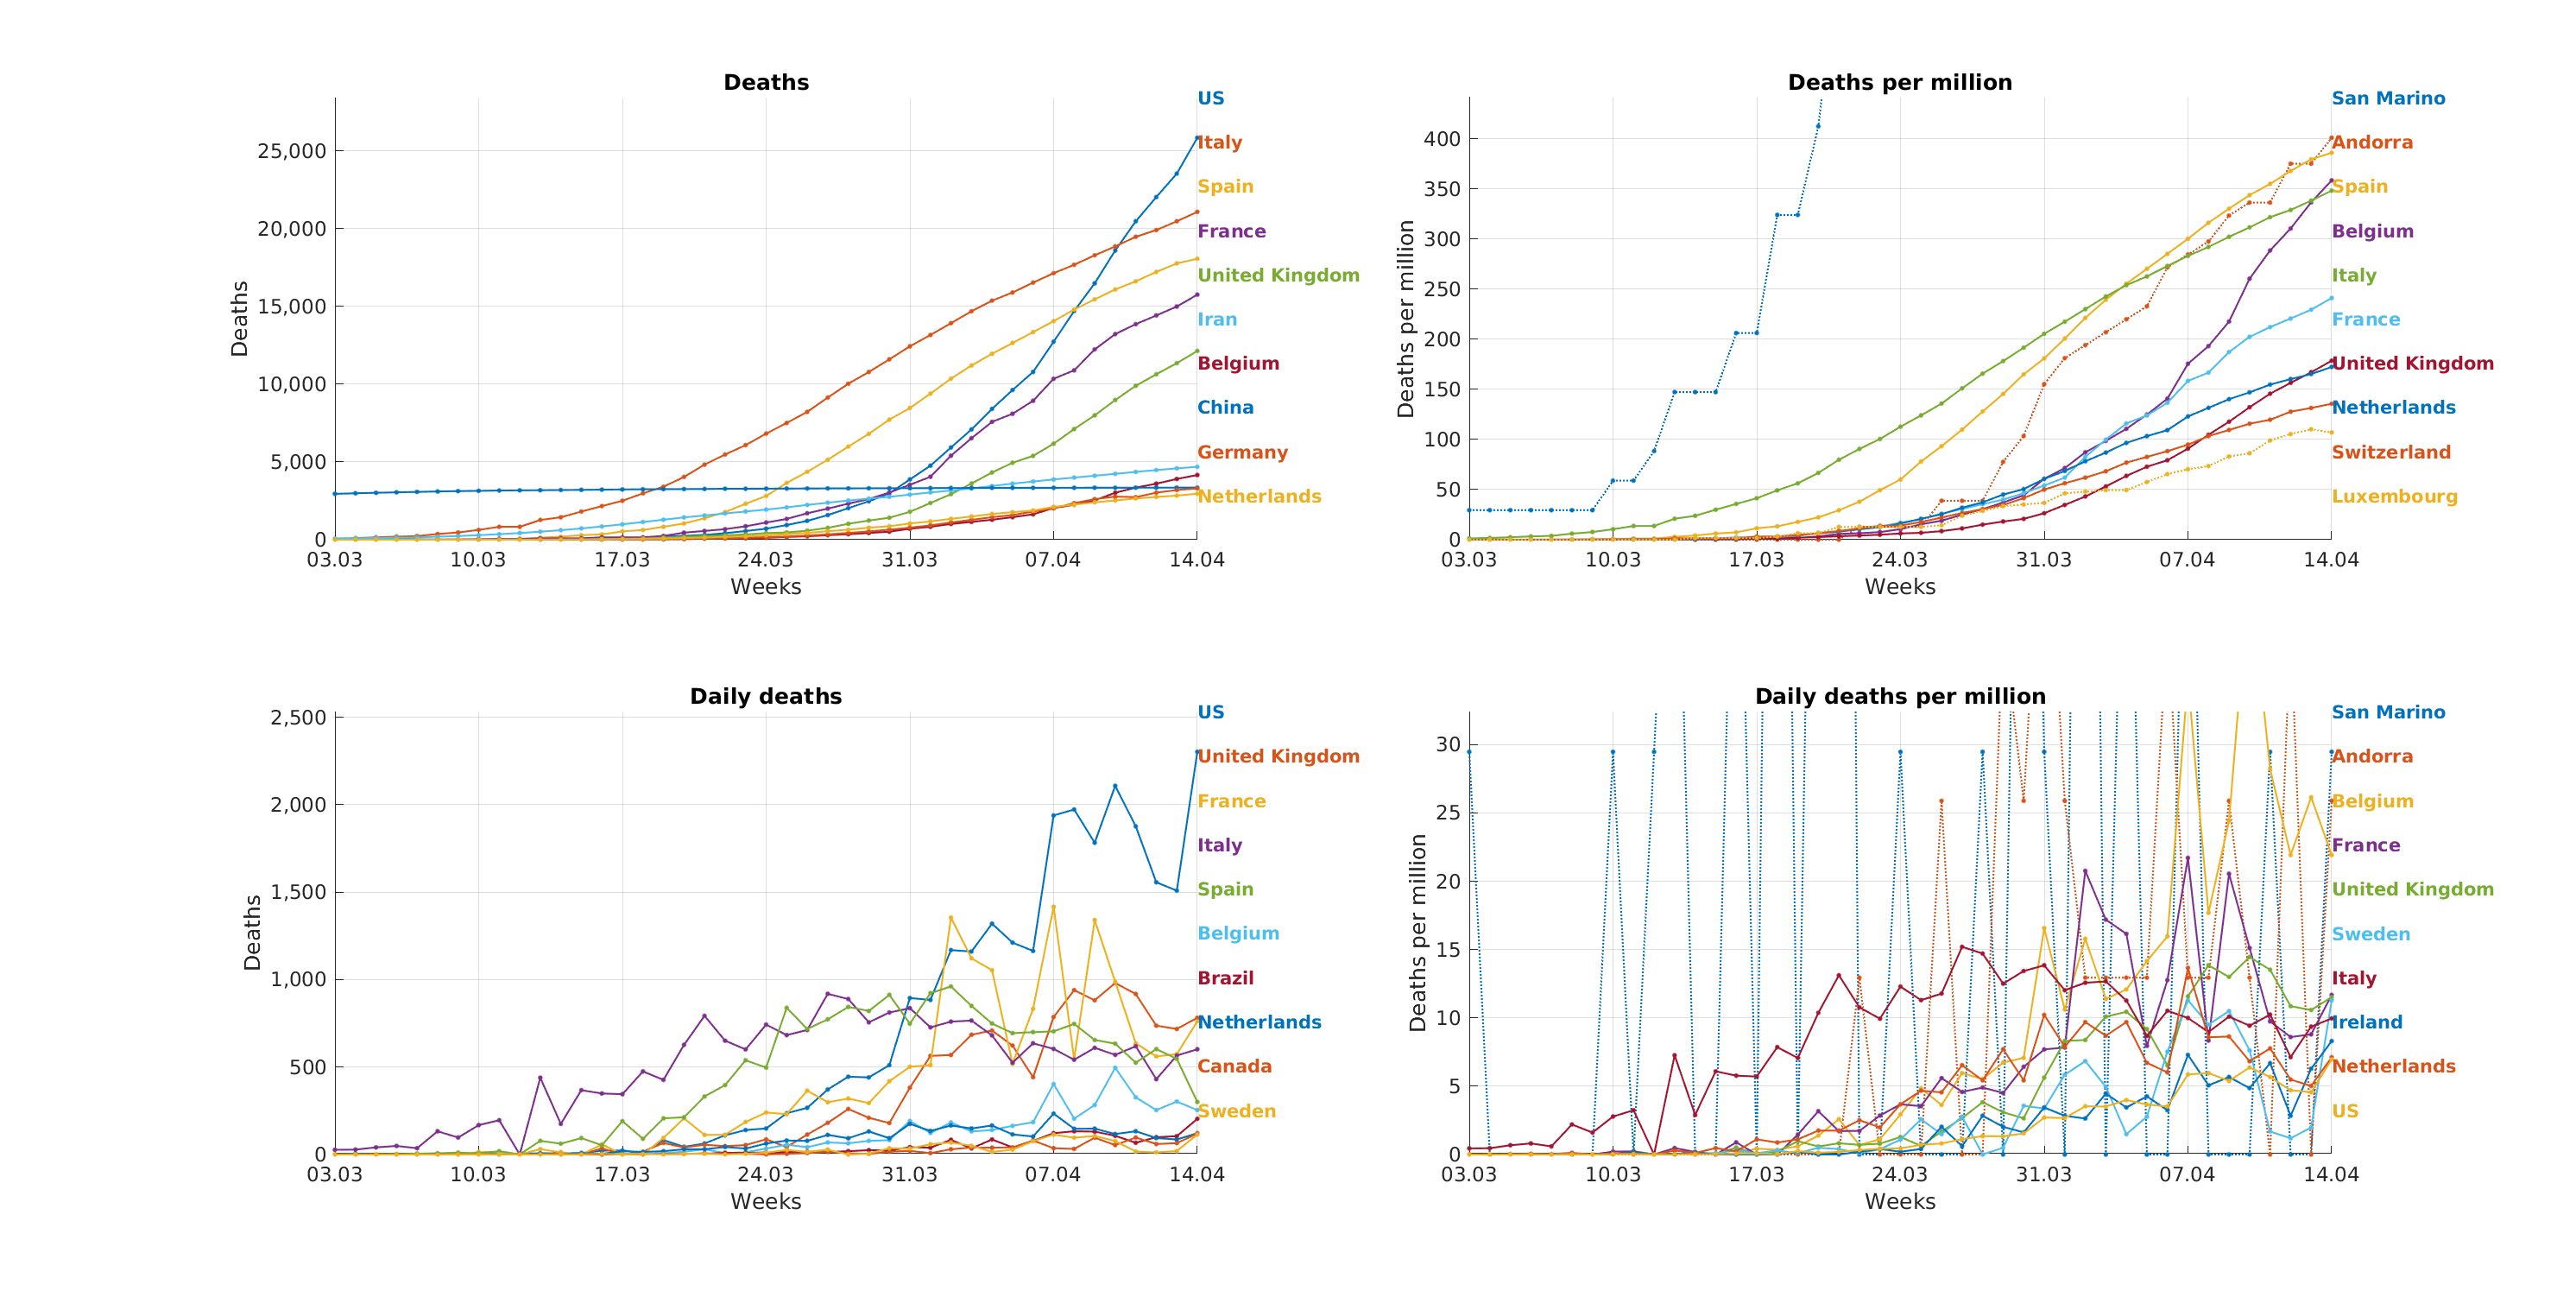 Deaths
Deaths
25,000
20,000
15,000
10,000
5,000
0
03.03 10.03 17.03 24.03 31.03 07.04 14.04
Weeks
US
Italy
Spain
France
United Kingdom
Iran
Belgium
China
Germany
Netherlands
Deaths per million
Deaths per million
400
350
300
250
200
150
100
50
0
03.03 10.03 17.03 24.03 31.03 07.04 14.04
Weeks
San Marino
Andorra
Spain
Belgium
Italy
France
United Kingdom
Netherlands
Switzerland
Luxembourg
Daily deaths
Deaths
2,500
2,000
1,500
1,000
500
0
03.03 10.03 17.03 24.03 31.03 07.04 14.04
Weeks
US
United Kingdom
France
Italy
Spain
Belgium
Brazil
Netherlands
Canada
Sweden
Daily deaths per million
Deaths per million
30
25
20
15
10
5
0
03.03 10.03 17.03 24.03 31.03 07.04 14.04
Weeks
San Marino
Andorra
Belgium
France
United Kingdom
Sweden
Italy
Ireland
Netherlands
US